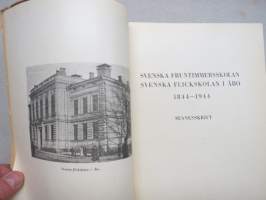 SVENSKA FRUNTIMMERSSKOLAN
SVENSKA FLICKSKOLAN I ÅBO
1844–1944
MINNESSKRIFT